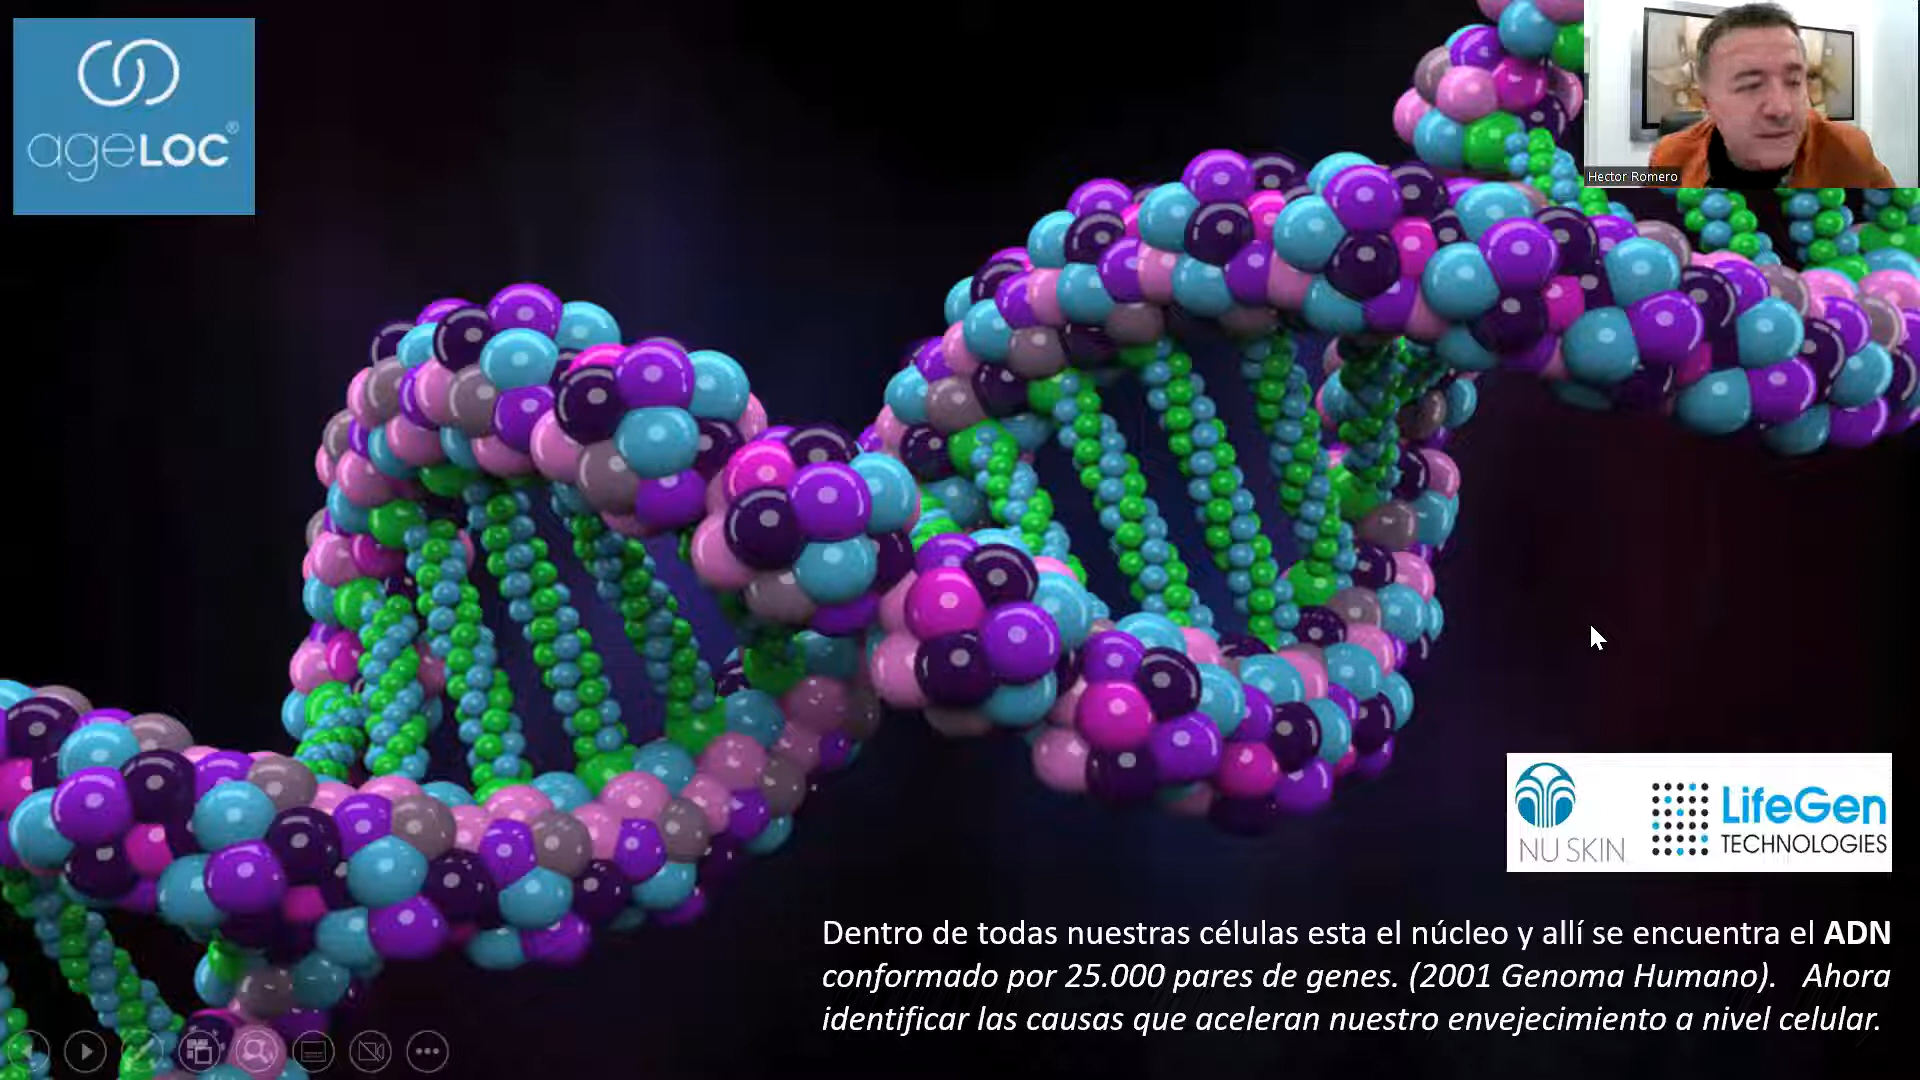 ageLOC®
Hector Romero
NU SKIN
LifeGen
TECHNOLOGIES
Dentro de todas nuestras células esta el núcleo y allí se encuentra el ADN
conformado por 25.000 pares de genes. (2001 Genoma Humano). Ahora
identificar las causas que aceleran nuestro envejecimiento a nivel celular.